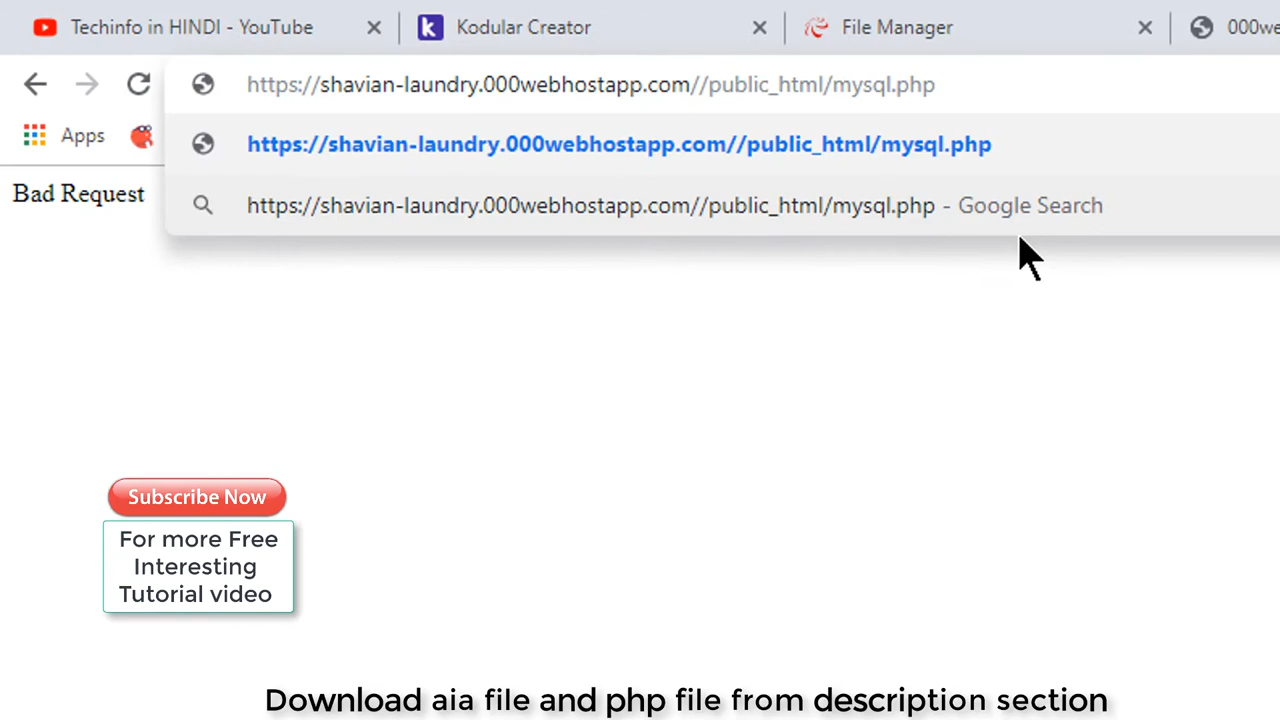 Techinfo in HINDI - YouTube
Kodular Creator
File Manager
000we
https://shavian-laundry.000webhostapp.com//public_html/mysql.php
Apps
https://shavian-laundry.000webhostapp.com//public_html/mysql.php
Bad Request
https://shavian-laundry.000webhostapp.com//public_html/mysql.php - Google Search
Subscribe Now
For more Free
Interesting
Tutorial video
Download aia file and php file from description section